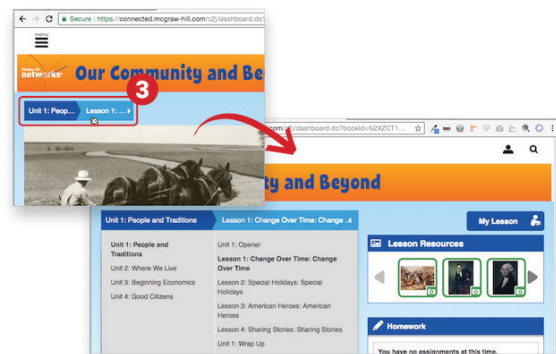 Secure | https://connected.mcgraw-hill.com/c2j/dashboard.do?
menu
networks
Our Community and Be
3
Unit 1: Peop...
Lesson 1: ...
.com/c2j/dashboard.do?bookId=N2XZCT1...
ty and Beyond
Unit 1: People and Traditions
Lesson 1: Change Over Time: Change ..
My Lesson
Unit 1: People and
Traditions
Unit 2: Where We Live
Unit 3: Beginning Economics
Unit 4: Good Citizens
Unit 1: Opener
Lesson 1: Change Over Time: Change
Over Time
Lesson 2: Special Holidays: Special
Holidays
Lesson 3: American Heroes: American
Heroes
Lesson 4: Sharing Stories: Sharing Stories
Unit 1: Wrap Up
Lesson Resources
Homework
You have no assignments at this time.